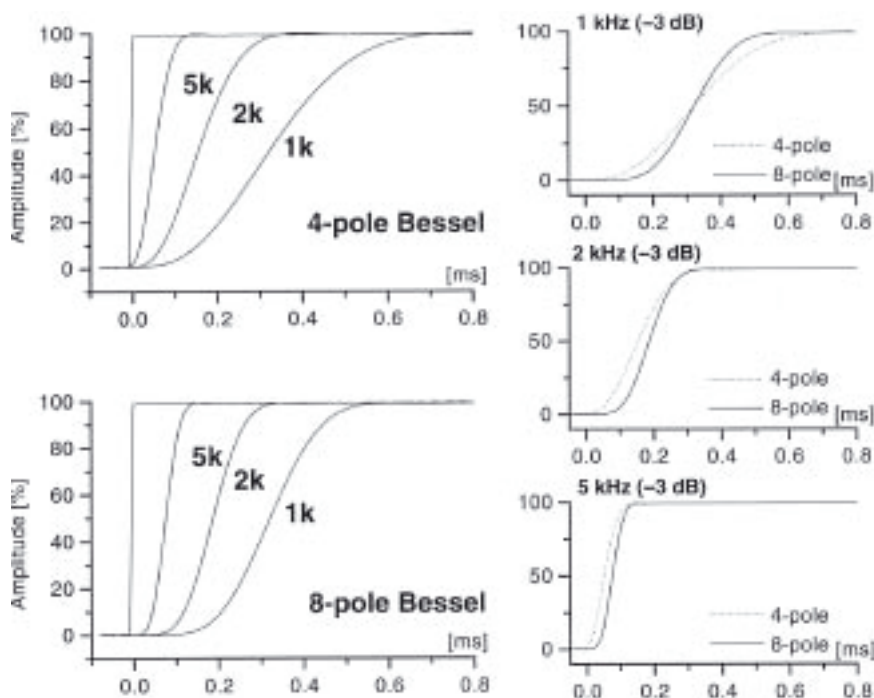 100
80
60
40
20
0
Amplitude [%]
5k
2k
1k
4-pole Bessel
[ms]
0.0 0.2 0.4 0.6 0.8
100
80
60
40
20
0
Amplitude [%]
5k
2k
1k
8-pole Bessel
[ms]
0.0 0.2 0.4 0.6 0.8
1 kHz (−3 dB)
100
50
0
4-pole
8-pole
[ms]
0.0 0.2 0.4 0.6 0.8
2 kHz (−3 dB)
100
50
0
4-pole
8-pole
[ms]
0.0 0.2 0.4 0.6 0.8
5 kHz (−3 dB)
100
50
0
4-pole
8-pole
[ms]
0.0 0.2 0.4 0.6 0.8